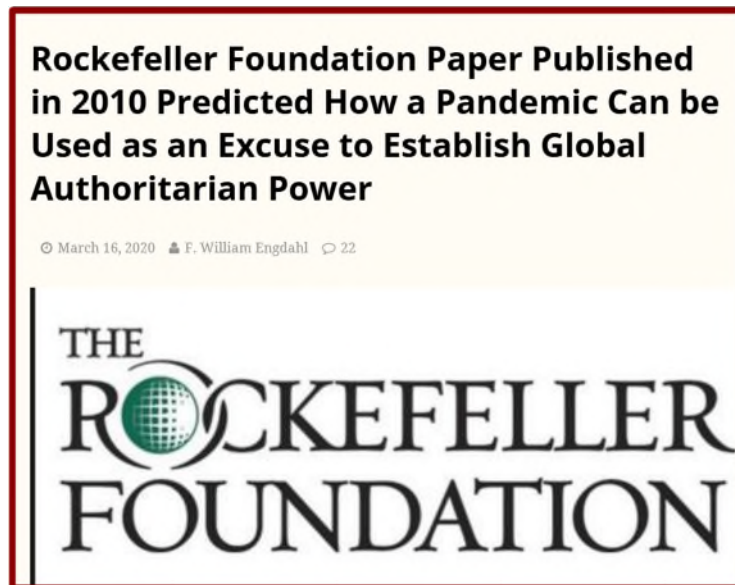 Rockefeller Foundation Paper Published
in 2010 Predicted How a Pandemic Can be
Used as an Excuse to Establish Global
Authoritarian Power
March 16, 2020 F. William Engdahl 22
THE
ROCKEFELLER
FOUNDATION